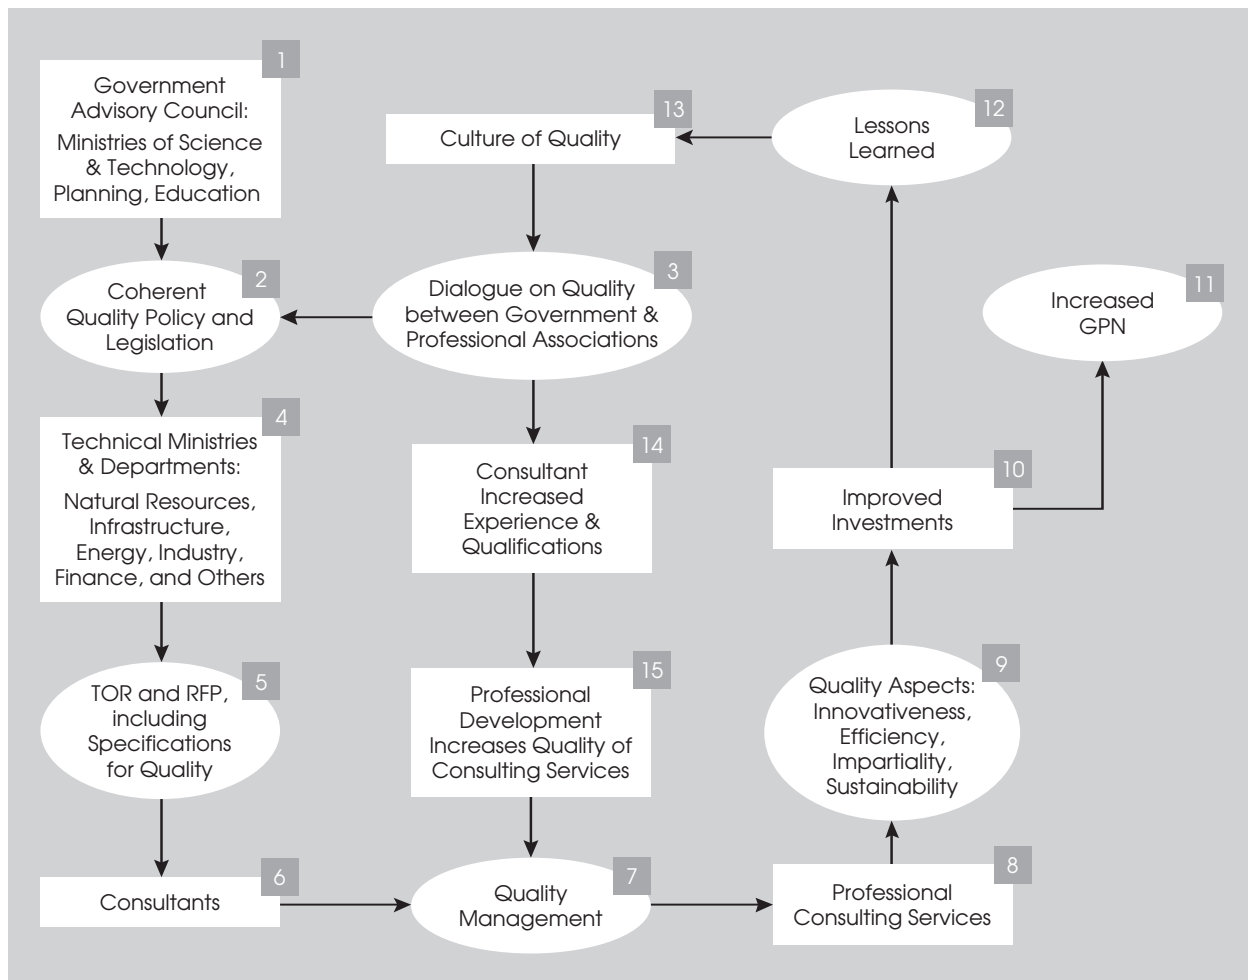 1
Government
Advisory Council:
Ministries of Science
& Technology,
Planning, Education
2
Coherent
Quality Policy and
Legislation
4
Technical Ministries
& Departments:
Natural Resources,
Infrastructure,
Energy, Industry,
Finance, and Others
5
TOR and RFP,
including
Specifications
for Quality
6
Consultants
13
Culture of Quality
3
Dialogue on Quality
between Government &
Professional Associations
14
Consultant
Increased
Experience &
Qualifications
15
Professional
Development
Increases Quality of
Consulting Services
7
Quality
Management
12
Lessons
Learned
11
Increased
GPN
10
Improved
Investments
9
Quality Aspects:
Innovativeness,
Efficiency,
Impartiality,
Sustainability
8
Professional
Consulting Services